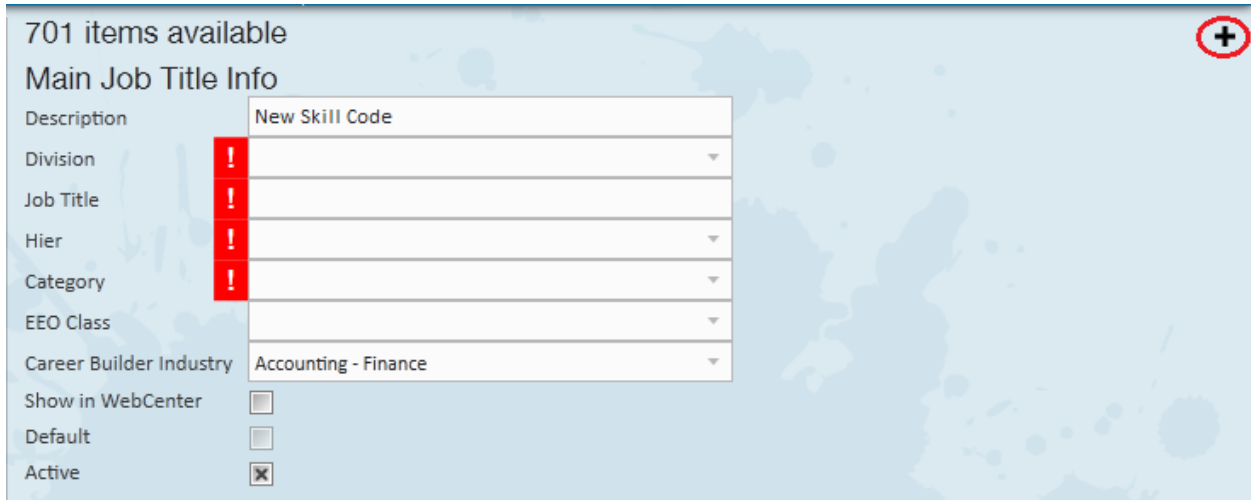 701 items available
Main Job Title Info
Description New Skill Code
Division !
Job Title !
Hier !
Category !
EEO Class
Career Builder Industry Accounting - Finance
Show in WebCenter
Default
Active